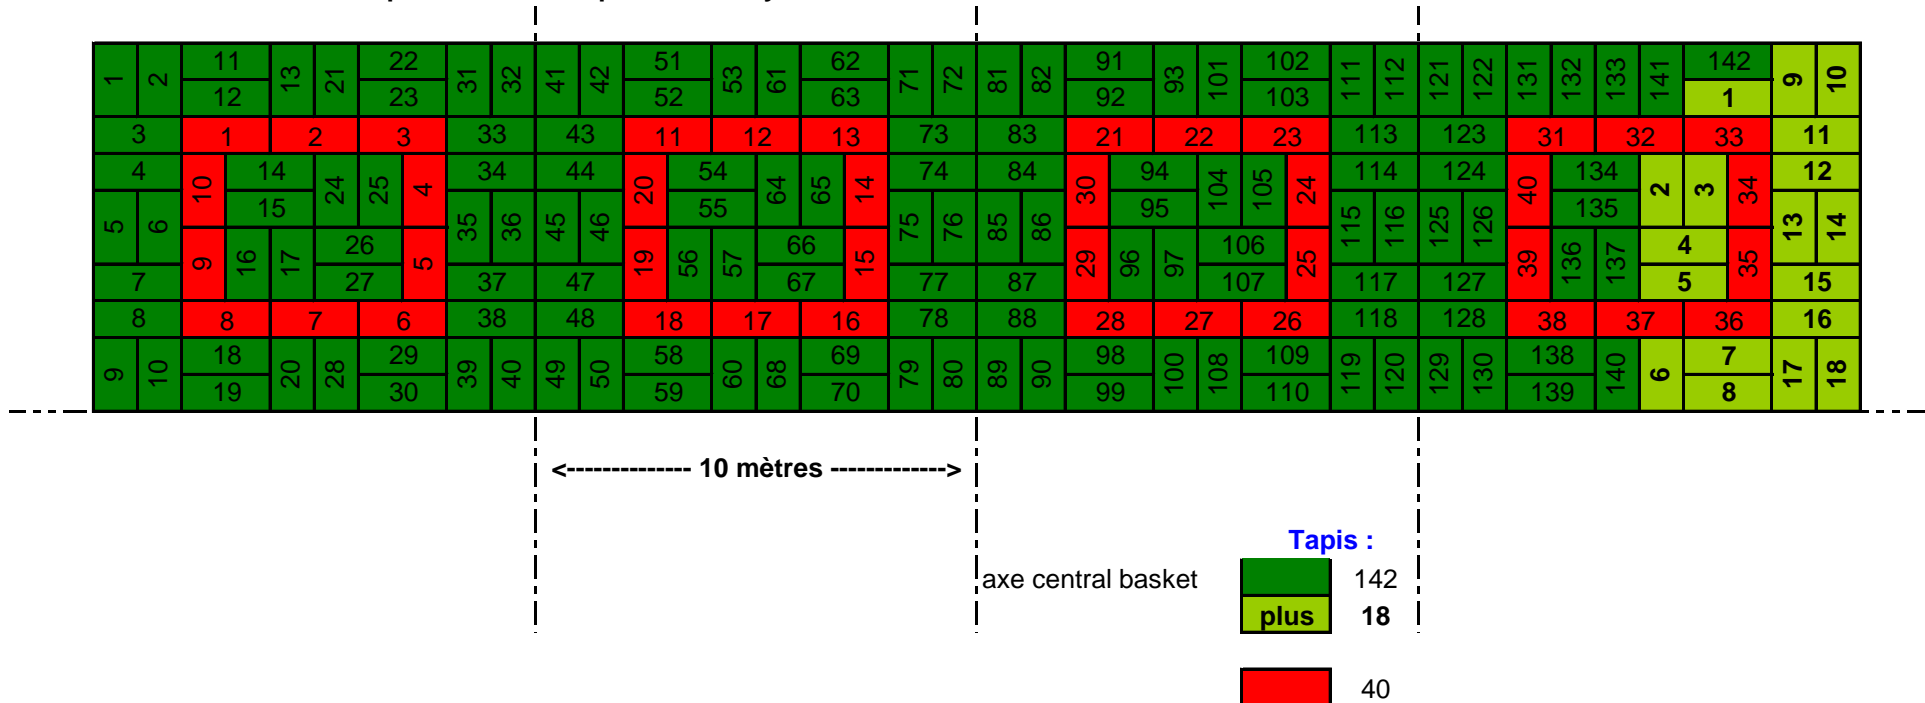 1 2 11 13 21 22 31 32 41 42 51 53 61 62 71 72 81 82 91 93 101 102 111 112 121 122 131 132 133 141 142 9 10
12 23 52 63 92 103 1
3 1 2 3 33 43 11 12 13 73 83 21 22 23 113 123 31 32 33 11
4 10 14 24 25 4 34 44 20 54 64 65 14 74 84 30 94 104 105 24 114 124 40 134 2 3 34 12
5 6 15 35 36 45 46 55 75 76 85 86 95 115 116 125 126 135 13 14
9 16 17 26 5 19 56 57 66 15 29 96 97 106 25 39 136 137 4 35
7 27 37 47 67 77 87 107 117 127 5 15
8 8 7 6 38 48 18 17 16 78 88 28 27 26 118 128 38 37 36 16
9 10 18 20 28 29 39 40 49 50 58 60 68 69 79 80 89 90 98 100 108 109 119 120 129 130 138 140 6 7 17 18
19 30 59 70 99 110 139 8
<-------------- 10 mètres ------------->
Tapis :
axe central basket 142
plus 18
40